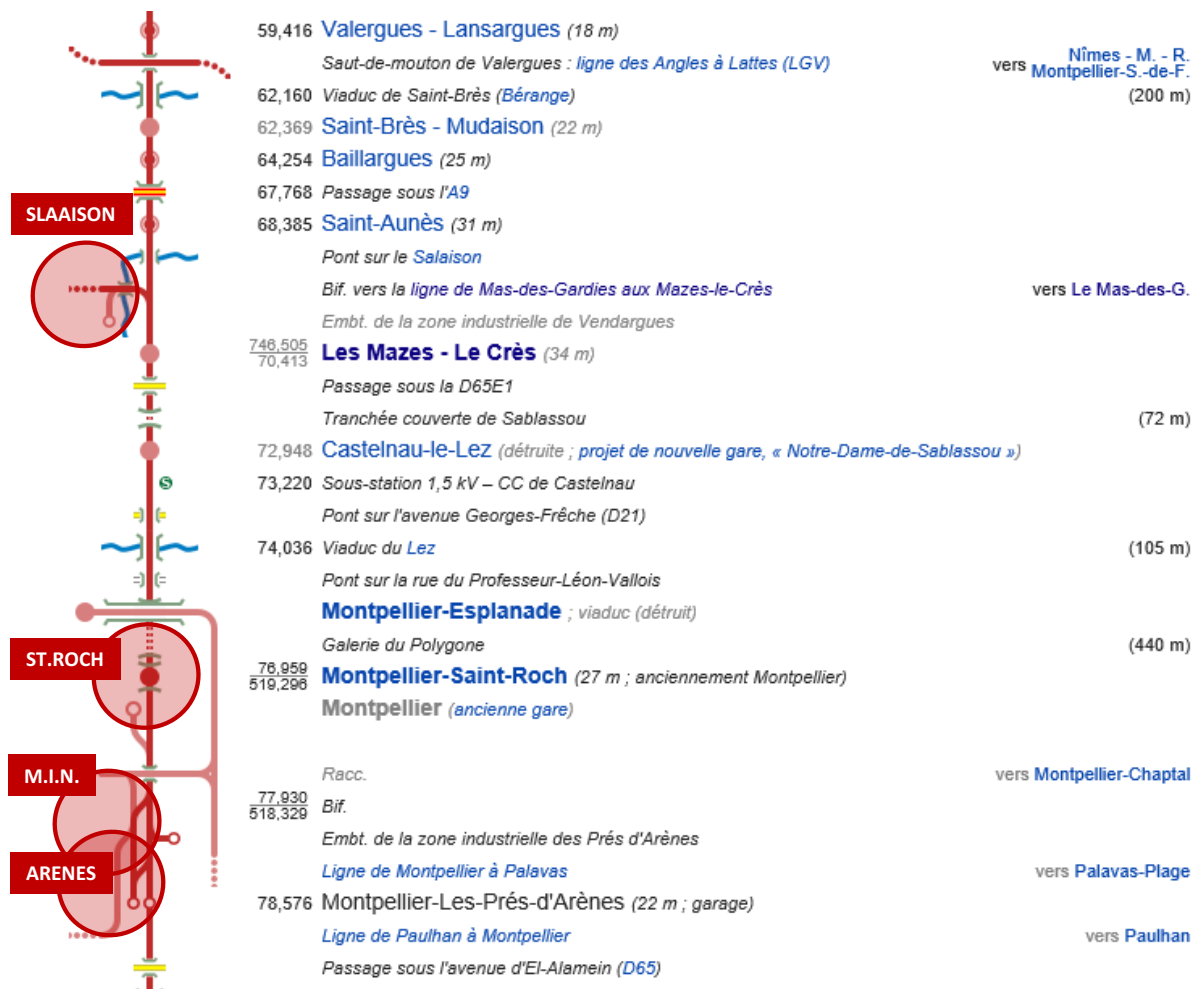 59,416 Valergues - Lansargues (18 m)
Saut-de-mouton de Valergues : ligne des Angles à Lattes (LGV) vers Nîmes - M. - R.
Montpellier-S.-de-F.
62,160 Viaduc de Saint-Brès (Bérange) (200 m)
62,369 Saint-Brès - Mudaison (22 m)
64,254 Baillargues (25 m)
67,768 Passage sous l'A9
SLAAISON
68,385 Saint-Aunès (31 m)
Pont sur le Salaison
Bif. vers la ligne de Mas-des-Gardies aux Mazes-le-Crès vers Le Mas-des-G.
Embt. de la zone industrielle de Vendargues
746,505
70,413 Les Mazes - Le Crès (34 m)
Passage sous la D65E1
Tranchée couverte de Sablassou (72 m)
72,948 Castelnau-le-Lez (détruite ; projet de nouvelle gare, « Notre-Dame-de-Sablassou »)
S 73,220 Sous-station 1,5 kV – CC de Castelnau
Pont sur l'avenue Georges-Frêche (D21)
74,036 Viaduc du Lez (105 m)
Pont sur la rue du Professeur-Léon-Vallois
Montpellier-Esplanade ; viaduc (détruit)
ST.ROCH
Galerie du Polygone (440 m)
76,959
519,296 Montpellier-Saint-Roch (27 m ; anciennement Montpellier)
Montpellier (ancienne gare)
M.I.N.
Racc. vers Montpellier-Chaptal
77,930
518,329 Bif.
Embt. de la zone industrielle des Prés d'Arènes
ARENES
Ligne de Montpellier à Palavas vers Palavas-Plage
78,576 Montpellier-Les-Prés-d'Arènes (22 m ; garage)
Ligne de Paulhan à Montpellier vers Paulhan
Passage sous l'avenue d'El-Alamein (D65)